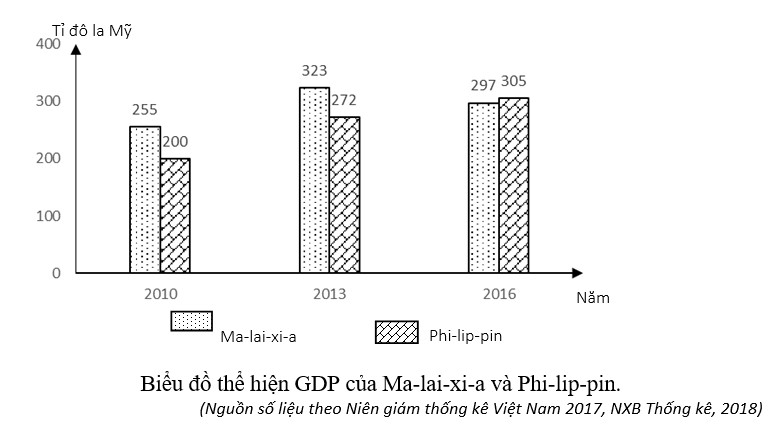 Tỉ đô la Mỹ
400
323
297 305
300
255
272
200
200
100
0
2010 2013 2016
Năm
Ma-lai-xi-a Phi-lip-pin
Biểu đồ thể hiện GDP của Ma-lai-xi-a và Phi-lip-pin.
(Nguồn số liệu theo Niên giám thống kê Việt Nam 2017, NXB Thống kê, 2018)